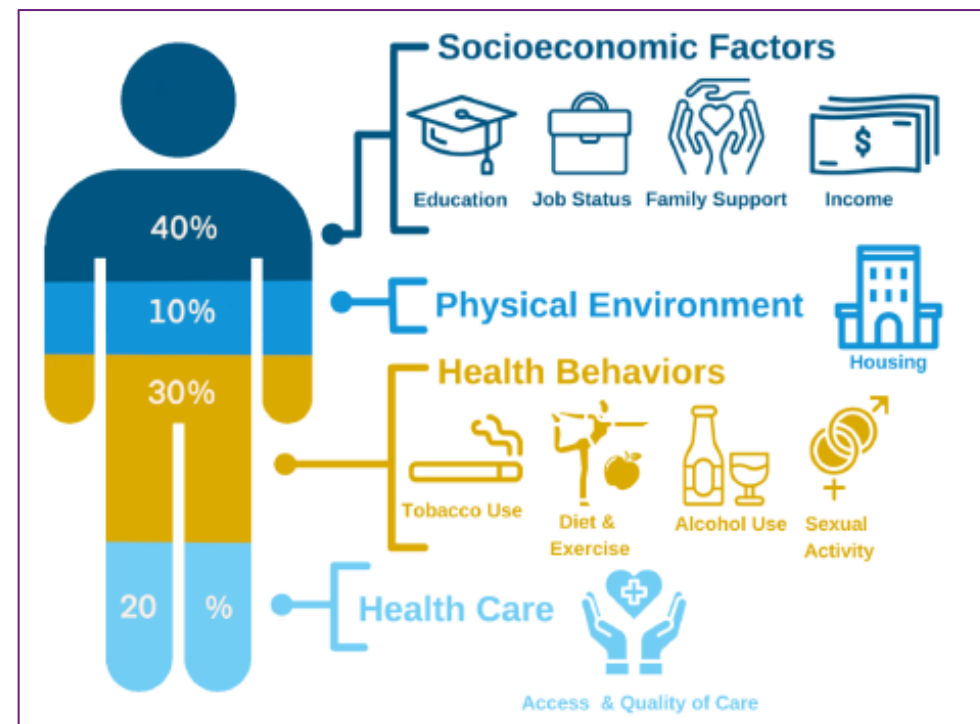 Socioeconomic Factors
$
Education Job Status Family Support Income
40%
10%
Physical Environment
Housing
30%
Health Behaviors
Tobacco Use
Diet &
Exercise
Alcohol Use
Sexual
Activity
20 %
Health Care
Access & Quality of Care